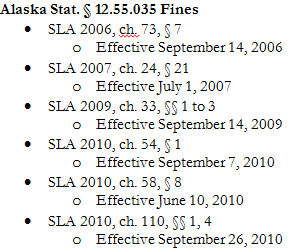 Alaska Stat. § 12.55.035 Fines
• SLA 2006, ch. 73, § 7
o Effective September 14, 2006
• SLA 2007, ch. 24, § 21
o Effective July 1, 2007
• SLA 2009, ch. 33, §§ 1 to 3
o Effective September 14, 2009
• SLA 2010, ch. 54, § 1
o Effective September 7, 2010
• SLA 2010, ch. 58, § 8
o Effective June 10, 2010
• SLA 2010, ch. 110, §§ 1, 4
o Effective September 26, 2010